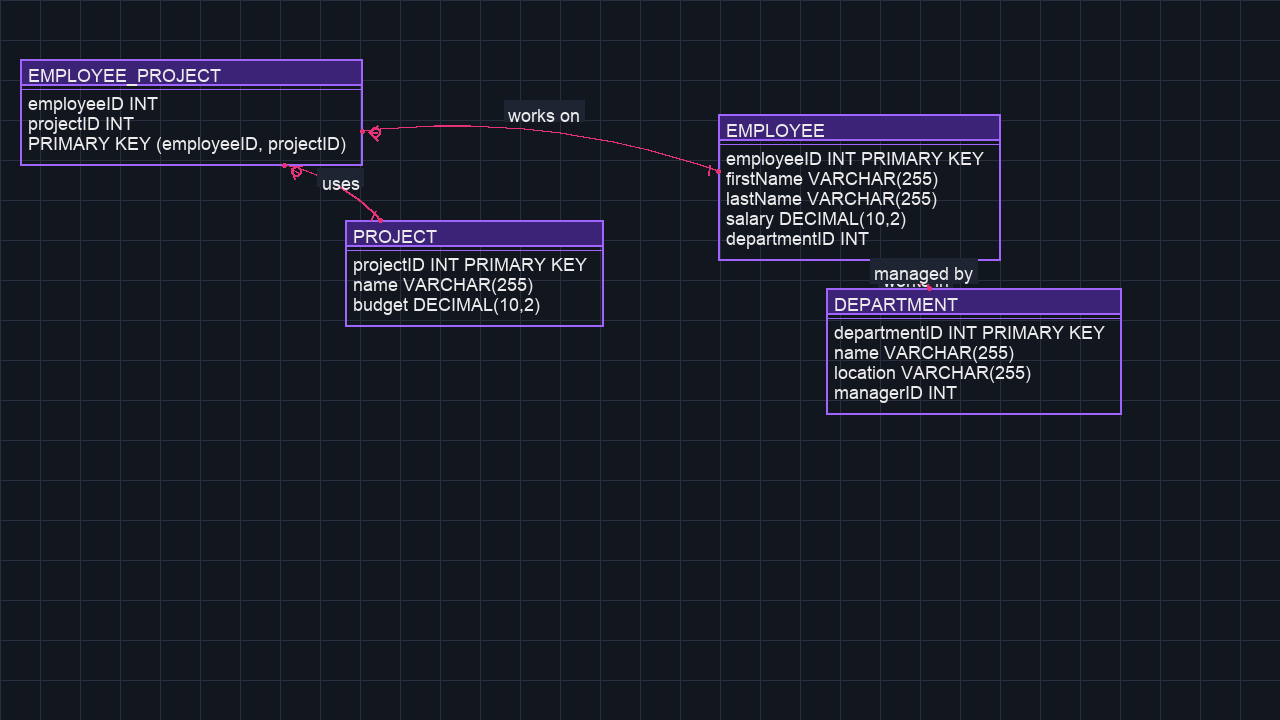 EMPLOYEE_PROJECT
employeeID INT
projectID INT
PRIMARY KEY (employeeID, projectID)
works on
EMPLOYEE
employeeID INT PRIMARY KEY
firstName VARCHAR(255)
lastName VARCHAR(255)
salary DECIMAL(10,2)
departmentID INT
uses
PROJECT
projectID INT PRIMARY KEY
name VARCHAR(255)
budget DECIMAL(10,2)
managed by
works in
DEPARTMENT
departmentID INT PRIMARY KEY
name VARCHAR(255)
location VARCHAR(255)
managerID INT